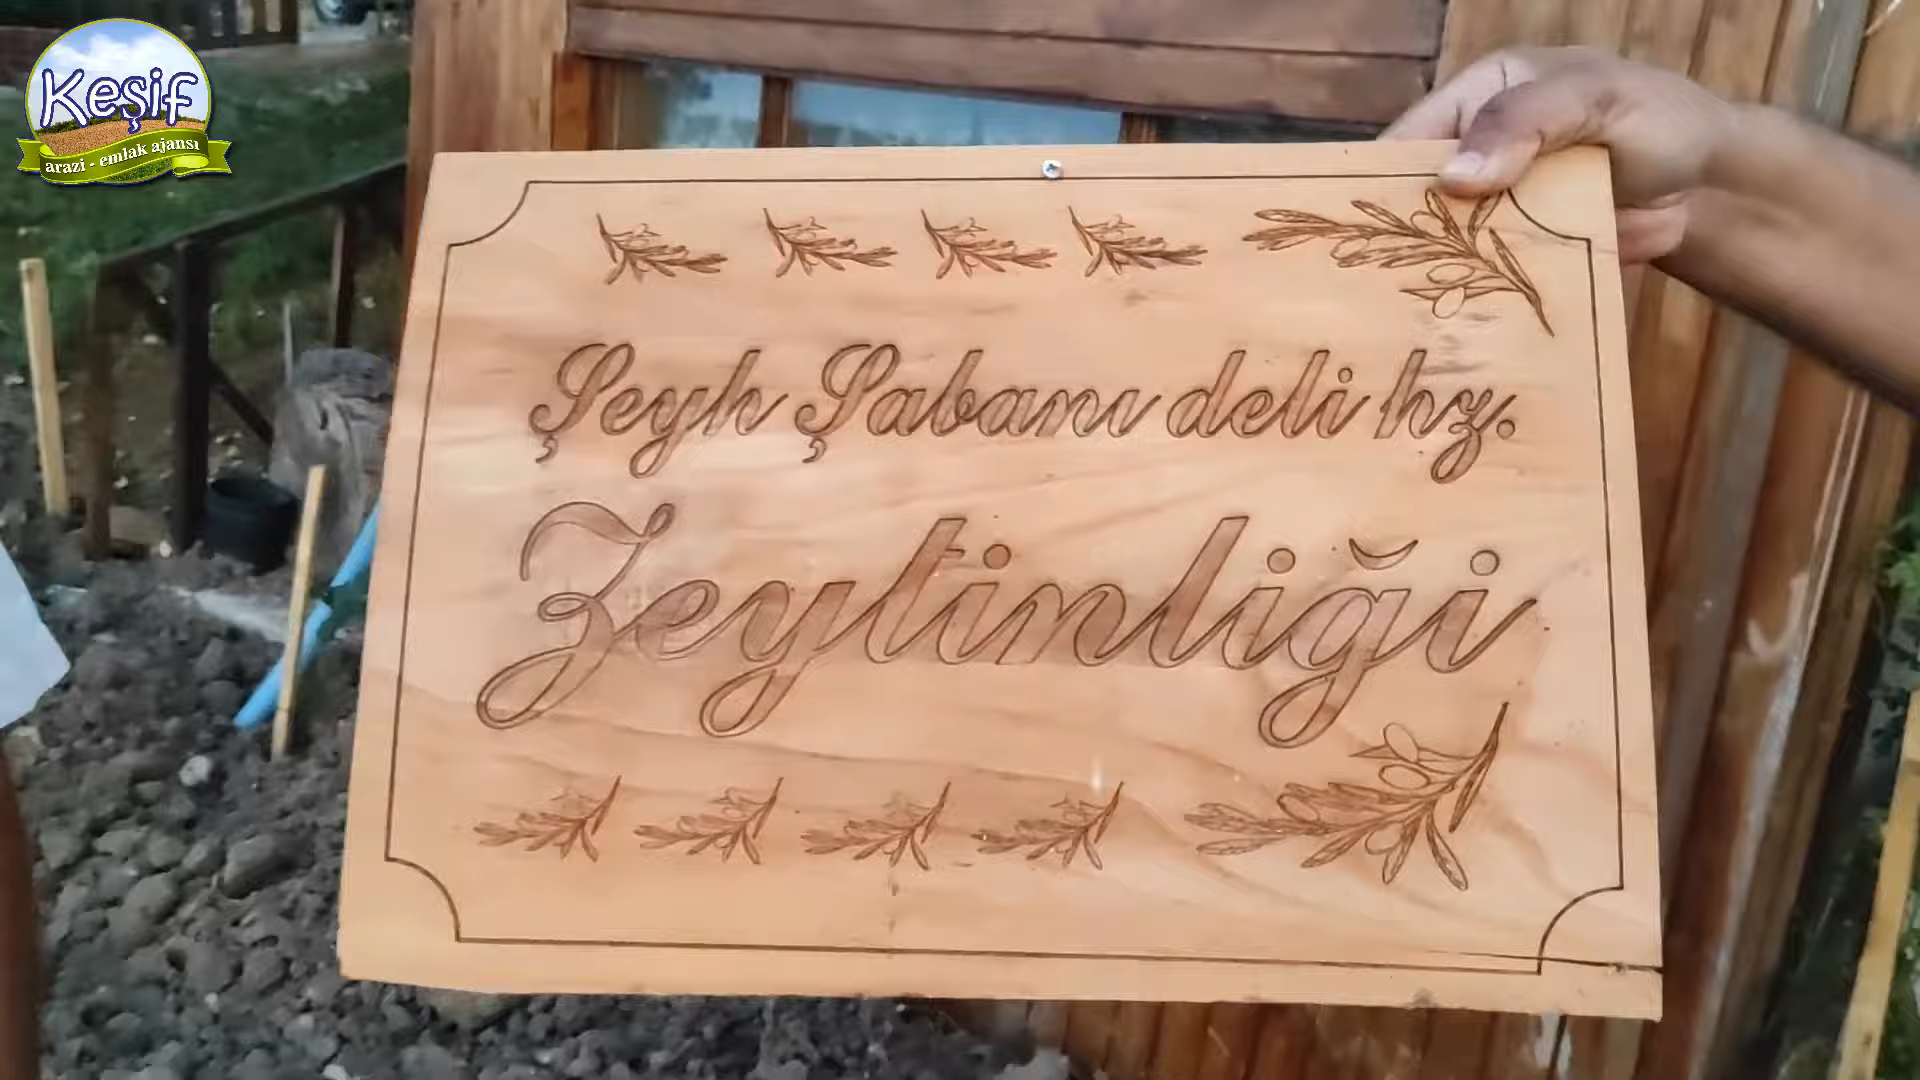 Keşif
arazi - emlak ajansı
Şeyh Şabanı deli hz.
Zeytinliği